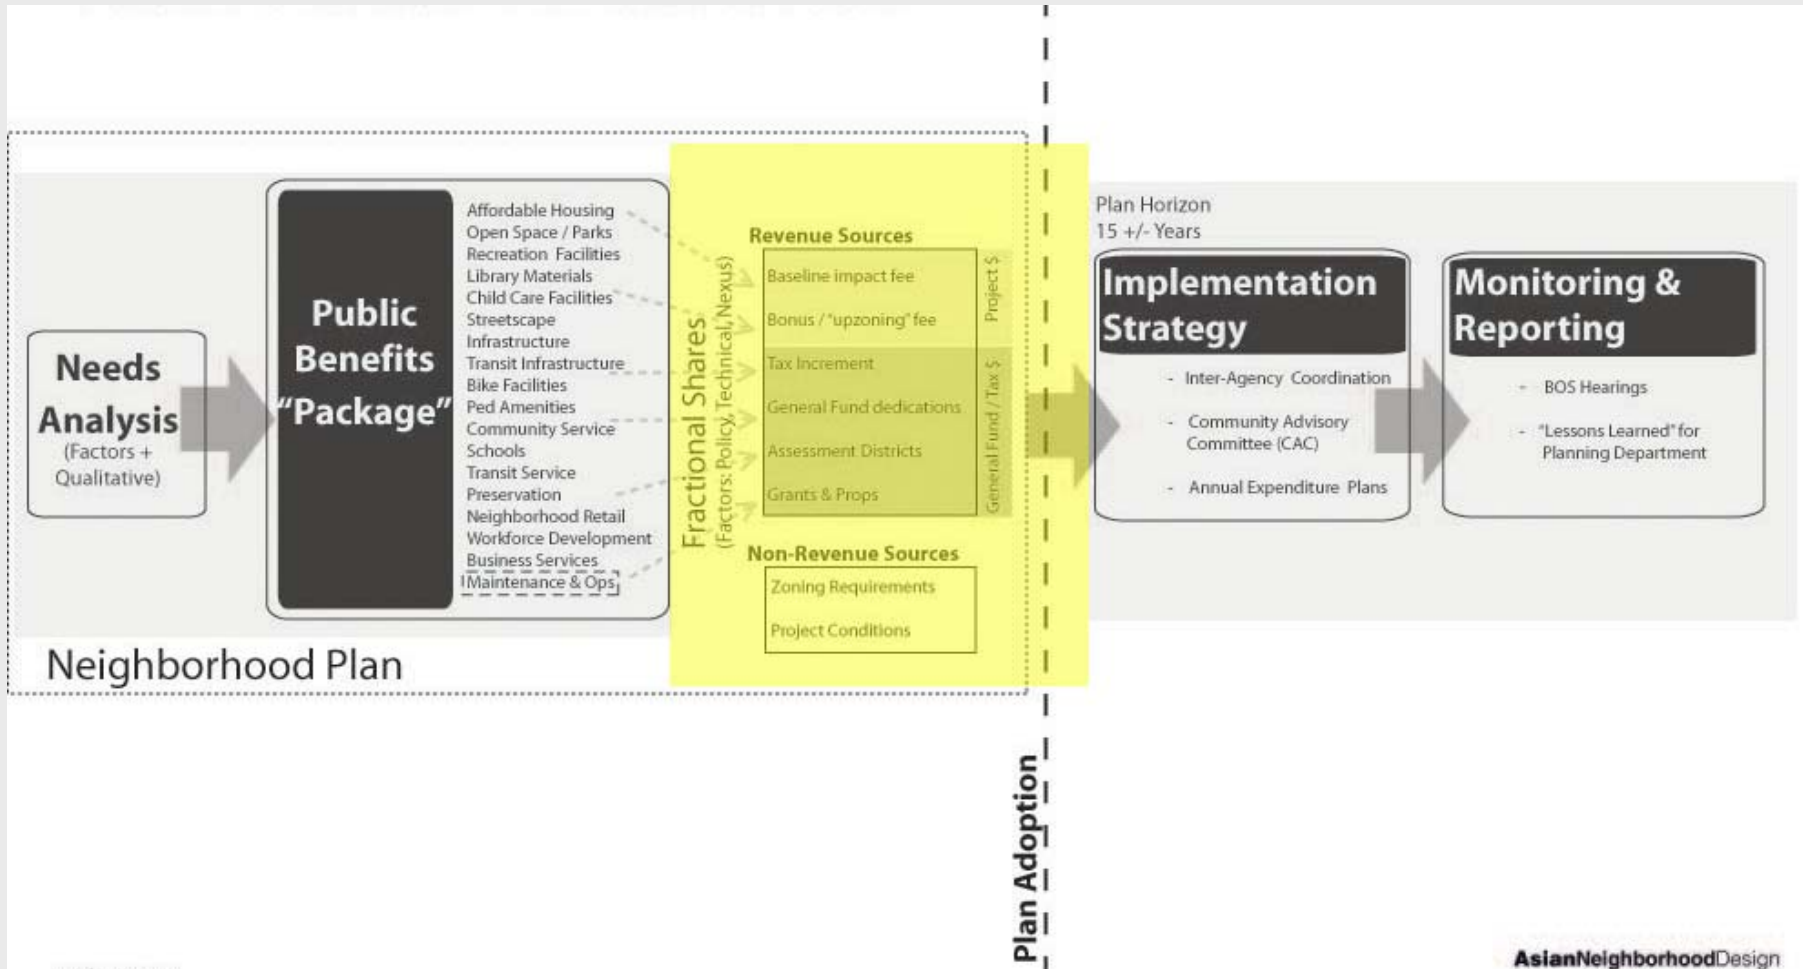 Needs
Analysis
(Factors +
Qualitative)
Public
Benefits
“Package”
Affordable Housing
Open Space / Parks
Recreation Facilities
Library Materials
Child Care Facilities
Streetscape
Infrastructure
Transit Infrastructure
Bike Facilities
Ped Amenities
Community Service
Schools
Transit Service
Preservation
Neighborhood Retail
Workforce Development
Business Services
Maintenance & Ops
Neighborhood Plan
Fractional Shares
(Factors: Policy, Technical, Nexus)
Revenue Sources
Baseline impact fee
Bonus / “upzoning” fee
Tax Increment
General Fund dedications
Assessment Districts
Grants & Props
Project $
General Fund / Tax $
Non-Revenue Sources
Zoning Requirements
Project Conditions
Plan Adoption
Plan Horizon
15 +/- Years
Implementation
Strategy
- Inter-Agency Coordination
- Community Advisory
Committee (CAC)
- Annual Expenditure Plans
Monitoring &
Reporting
- BOS Hearings
- “Lessons Learned” for
Planning Department
AsianNeighborhoodDesign